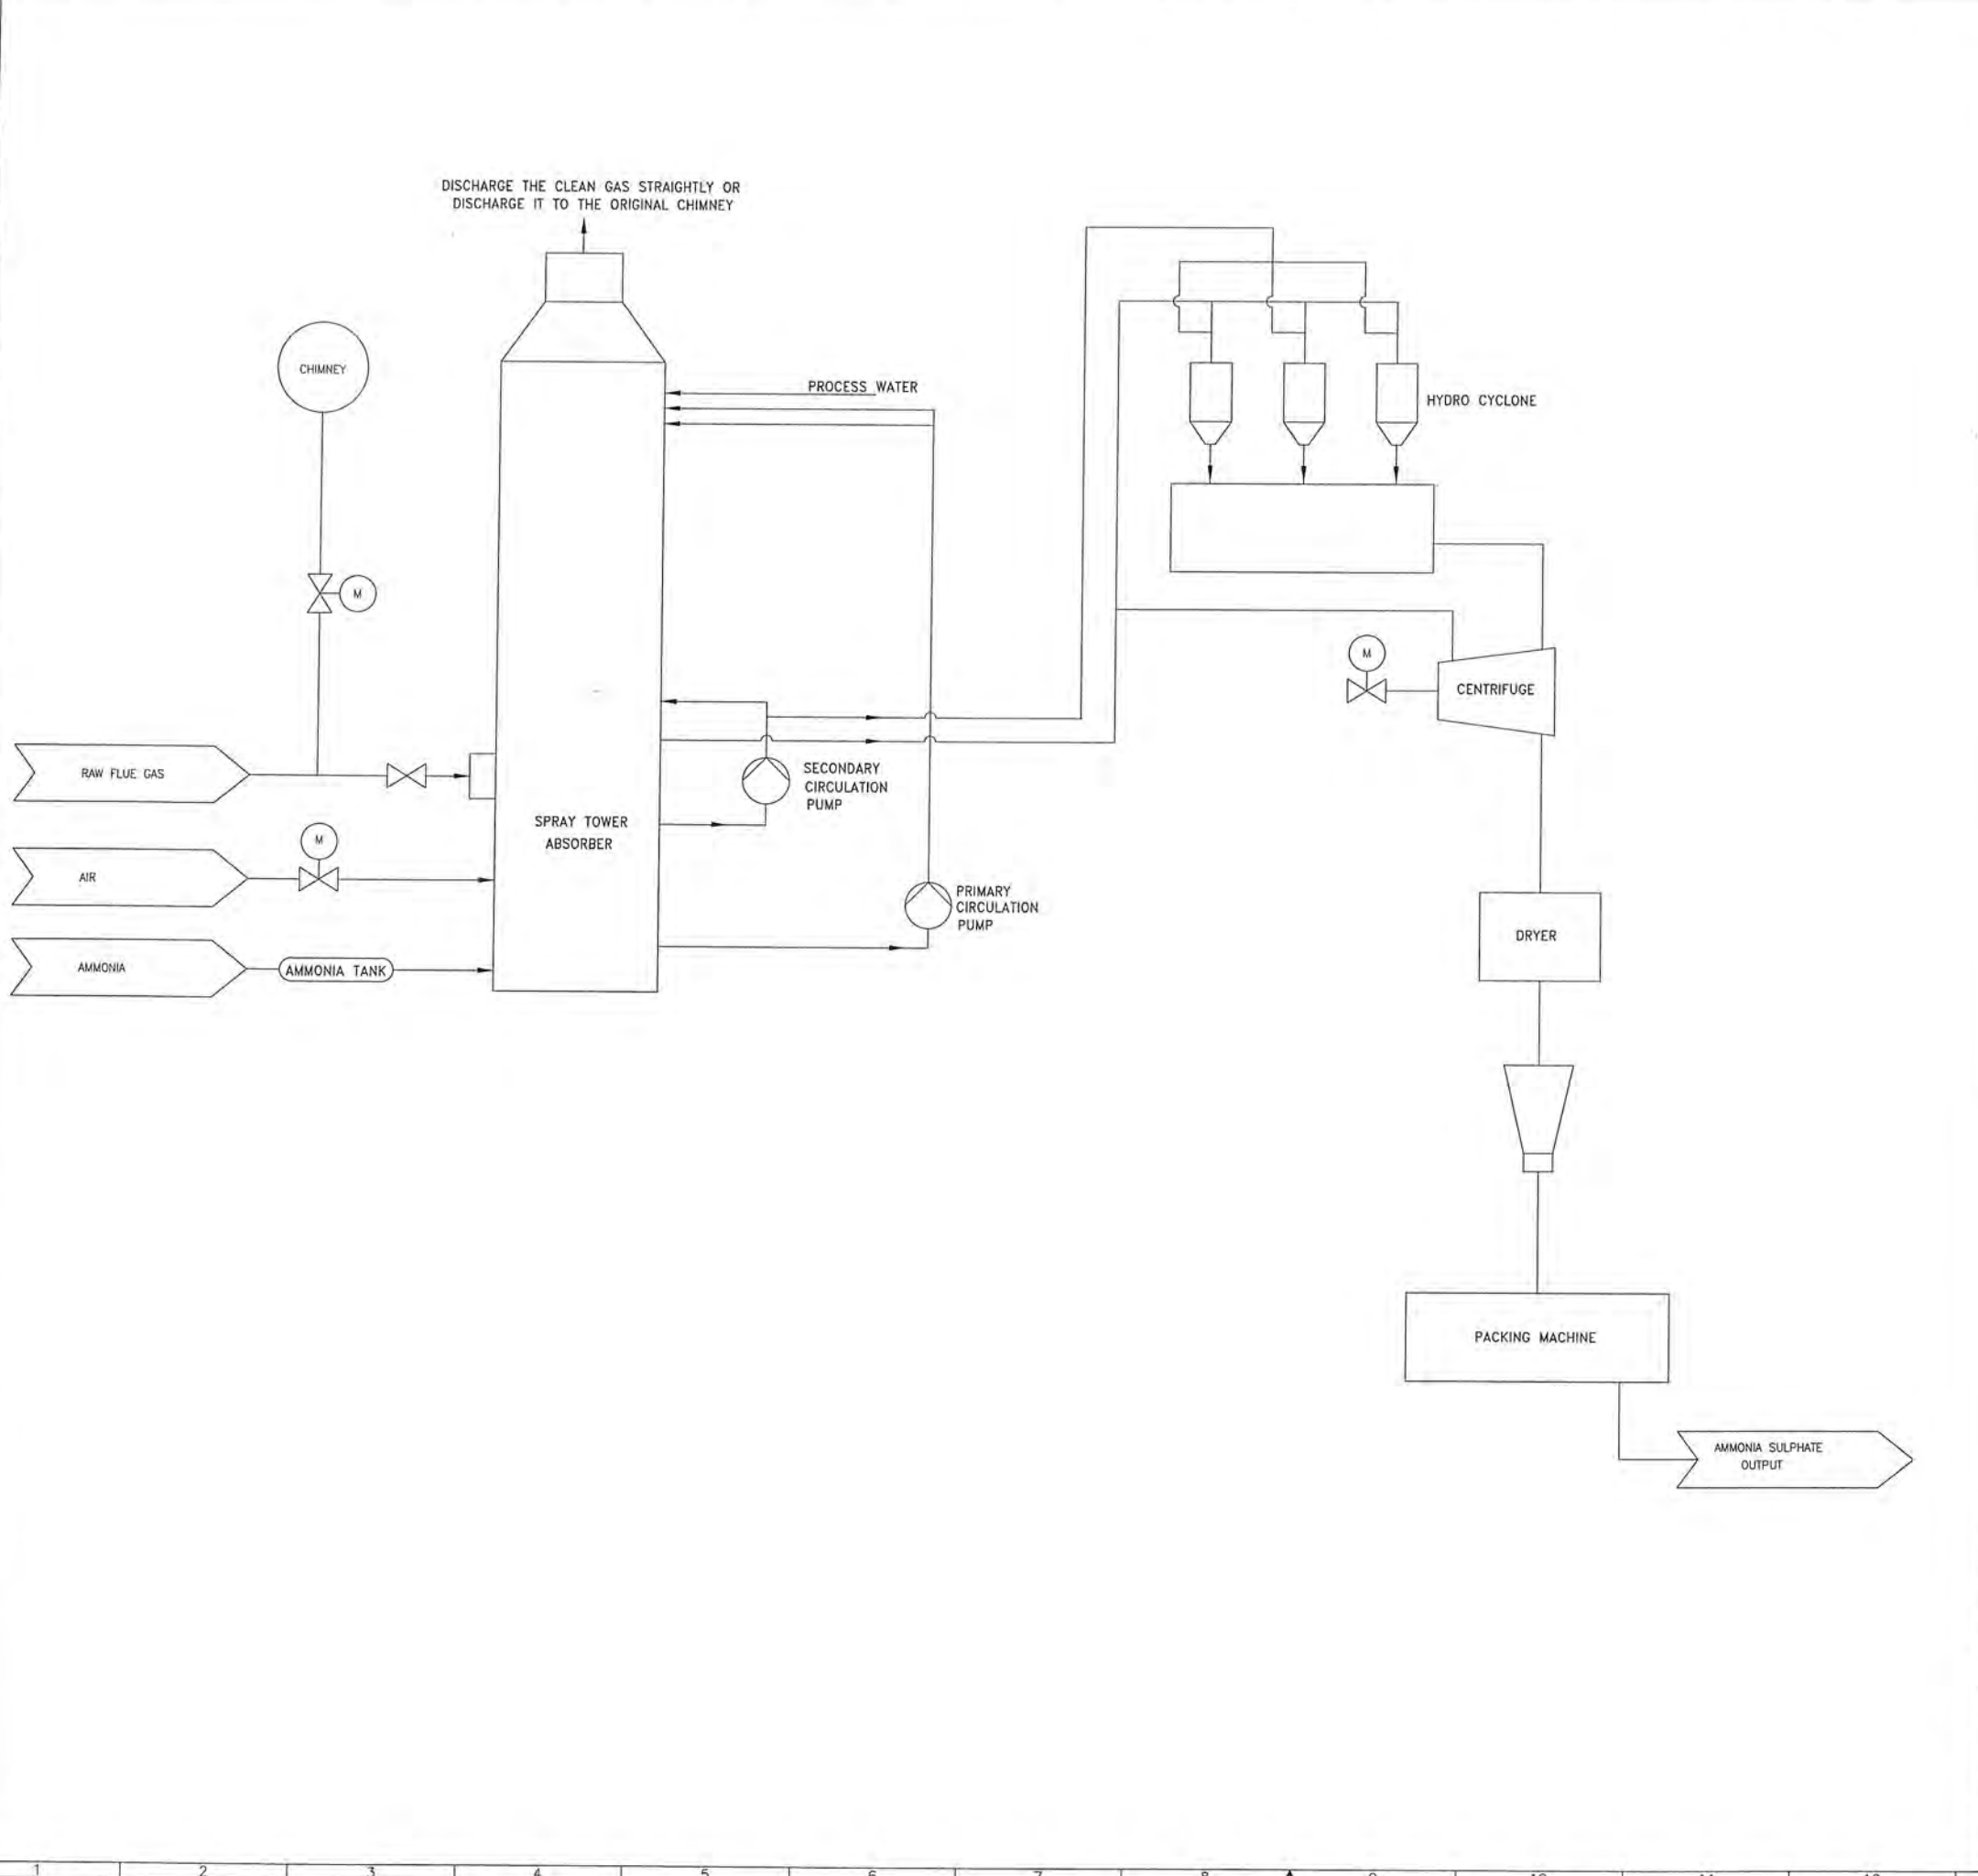 DISCHARGE THE CLEAN GAS STRAIGHTLY OR
DISCHARGE IT TO THE ORIGINAL CHIMNEY
CHIMNEY
PROCESS WATER
HYDRO CYCLONE
M
M
CENTRIFUGE
RAW FLUE GAS
SECONDARY
CIRCULATION
PUMP
SPRAY TOWER
ABSORBER
M
AIR
PRIMARY
CIRCULATION
PUMP
DRYER
AMMONIA
AMMONIA TANK
PACKING MACHINE
AMMONIA SULPHATE
OUTPUT
1 2 3 4 5 6 7 8 9